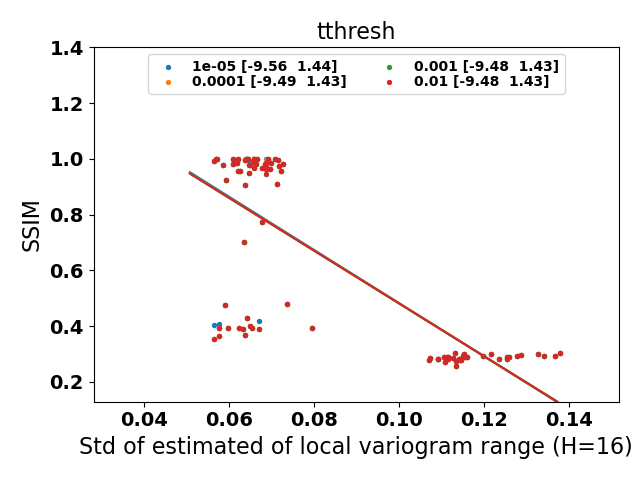 tthresh
1e-05 [-9.56  1.44]
0.0001 [-9.49  1.43]
0.001 [-9.48  1.43]
0.01 [-9.48  1.43]
SSIM
1.4
1.2
1.0
0.8
0.6
0.4
0.2
0.04 0.06 0.08 0.10 0.12 0.14
Std of estimated of local variogram range (H=16)